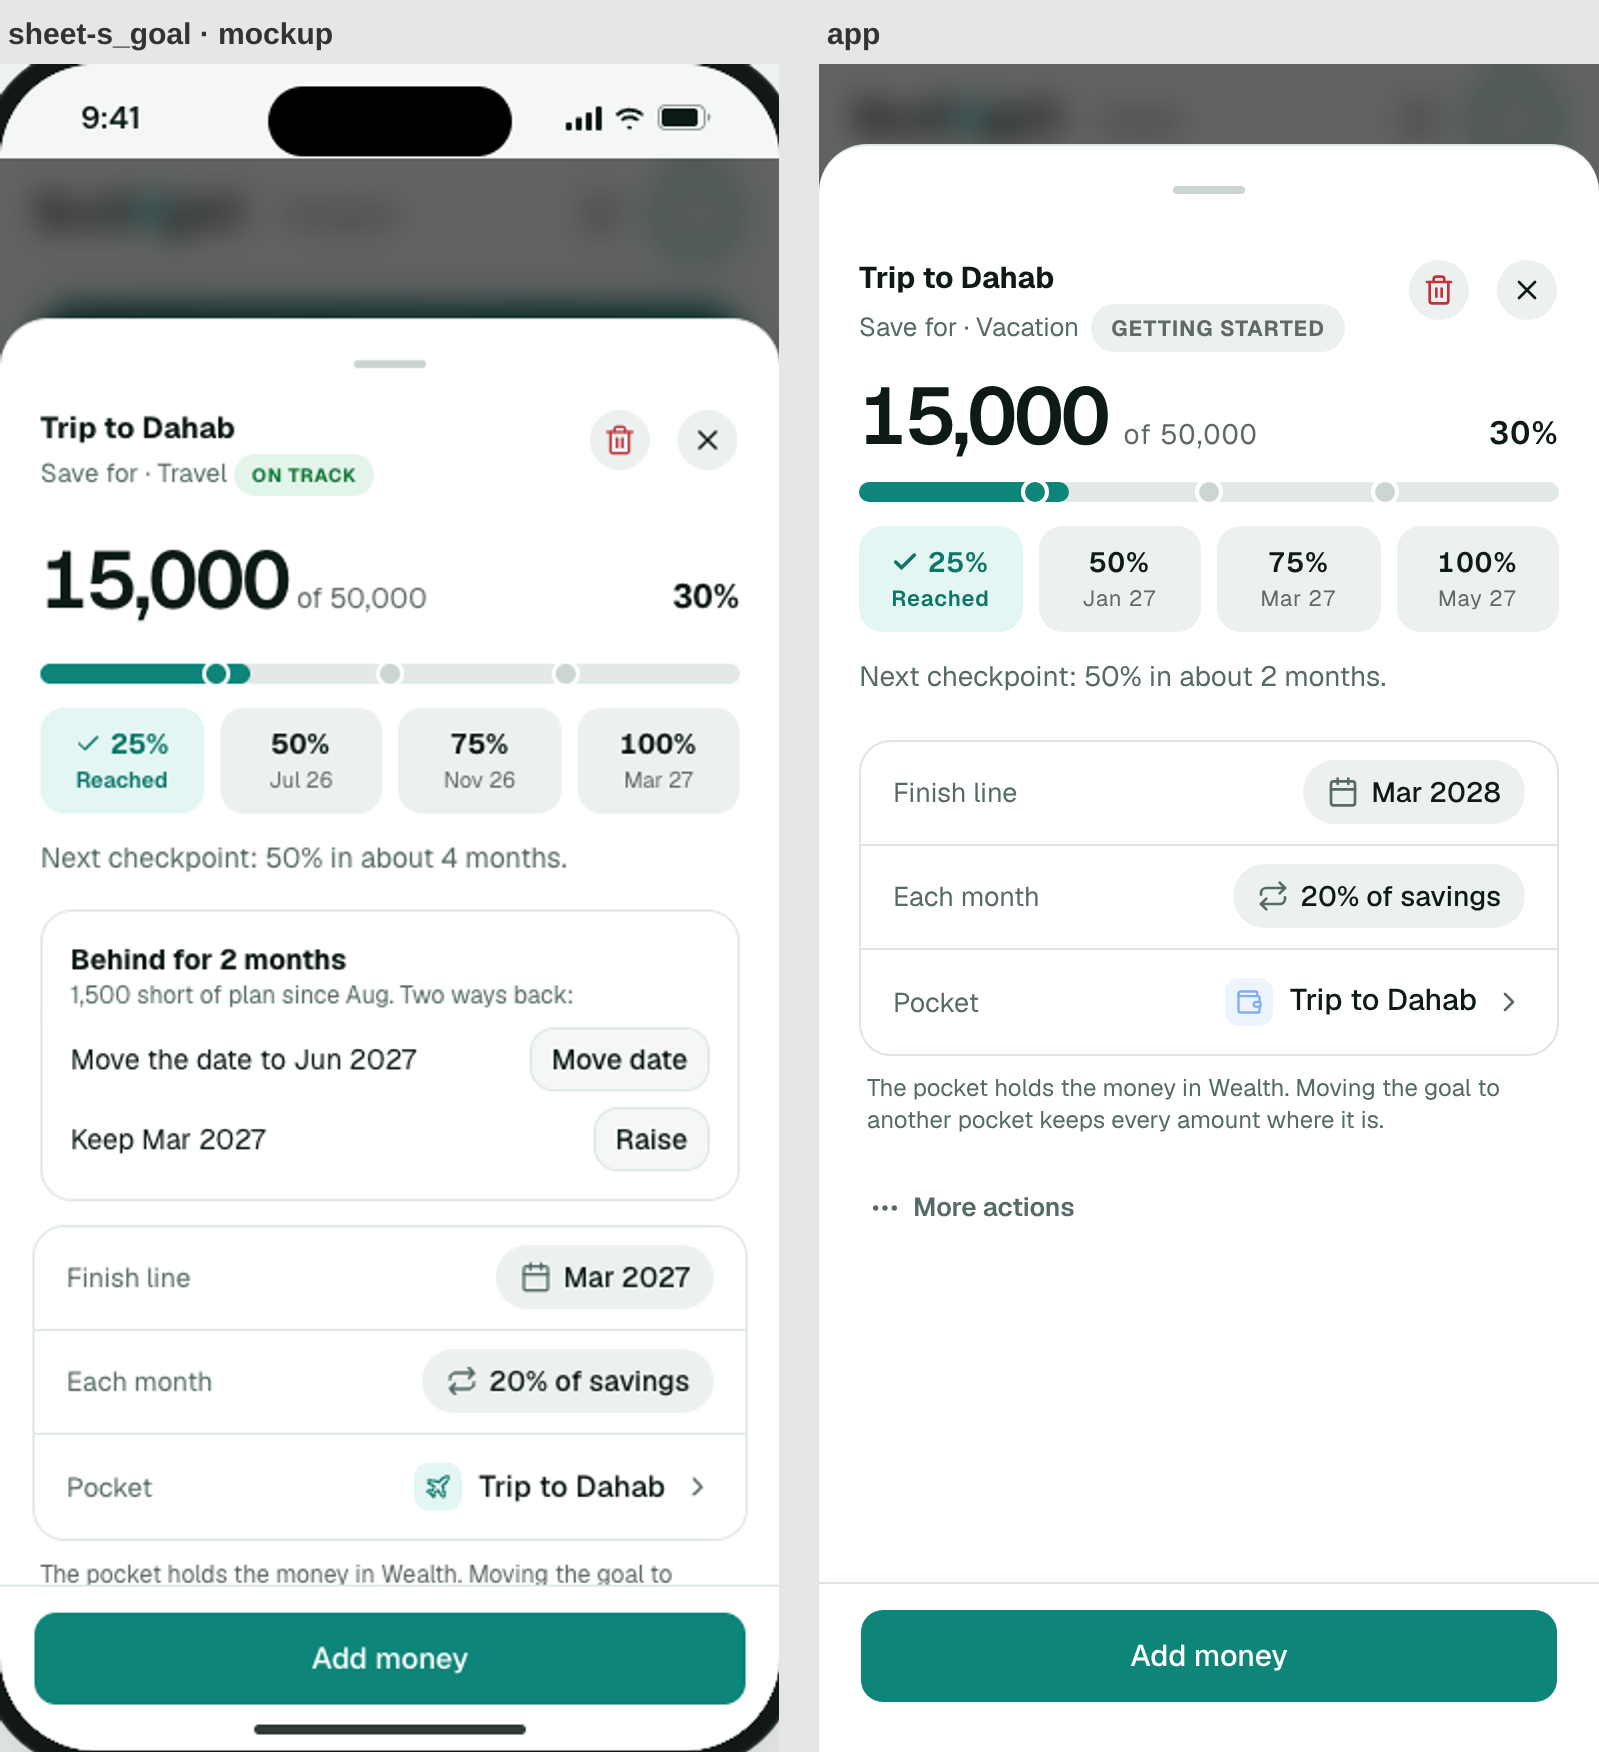 sheet-s_goal · mockup
9:41
Trip to Dahab
Save for · Travel ON TRACK
15,000 of 50,000 30%
25% 50% 75% 100%
Reached Jul 26 Nov 26 Mar 27
Next checkpoint: 50% in about 4 months.
Behind for 2 months
1,500 short of plan since Aug. Two ways back:
Move the date to Jun 2027 Move date
Keep Mar 2027 Raise
Finish line Mar 2027
Each month 20% of savings
Pocket Trip to Dahab
The pocket holds the money in Wealth. Moving the goal to
Add money
app
Trip to Dahab
Save for · Vacation GETTING STARTED
15,000 of 50,000 30%
25% 50% 75% 100%
Reached Jan 27 Mar 27 May 27
Next checkpoint: 50% in about 2 months.
Finish line Mar 2028
Each month 20% of savings
Pocket Trip to Dahab
The pocket holds the money in Wealth. Moving the goal to
another pocket keeps every amount where it is.
More actions
Add money